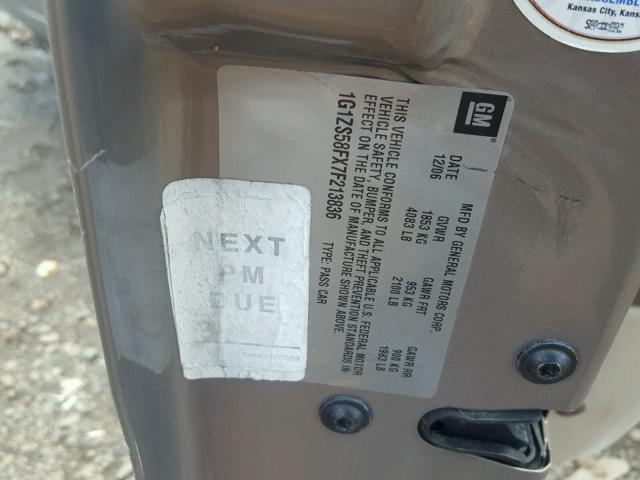 ASSEMBLE
Kansas City, Kans
GM
MFD BY GENERAL MOTORS CORP.
DATE GVWR GAWR FRT GAWR RR
12/06 1853 KG 953 KG 900 KG
4083 LB 2100 LB 1983 LB
THIS VEHICLE CONFORMS TO ALL APPLICABLE U.S. FEDERAL MOTOR
VEHICLE SAFETY, BUMPER, AND THEFT PREVENTION STANDARDS IN
EFFECT ON THE DATE OF MANUFACTURE SHOWN ABOVE.
1G1ZS58FX7F213836 TYPE: PASS CAR
NEXT
PM
DUE